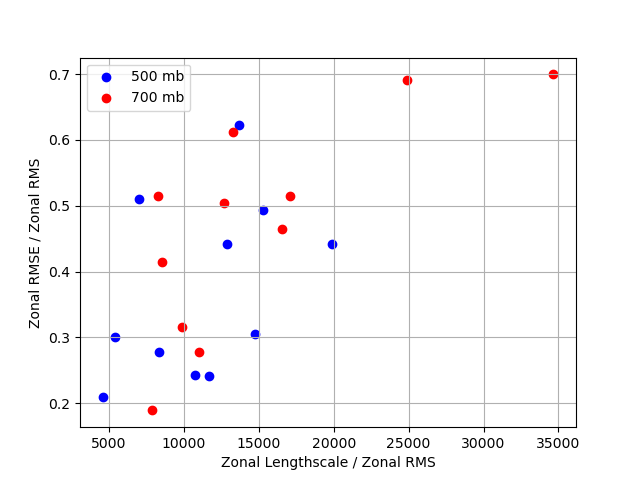 500 mb
700 mb
0.7
0.6
0.5
0.4
0.3
0.2
Zonal RMSE / Zonal RMS
5000 10000 15000 20000 25000 30000 35000
Zonal Lengthscale / Zonal RMS